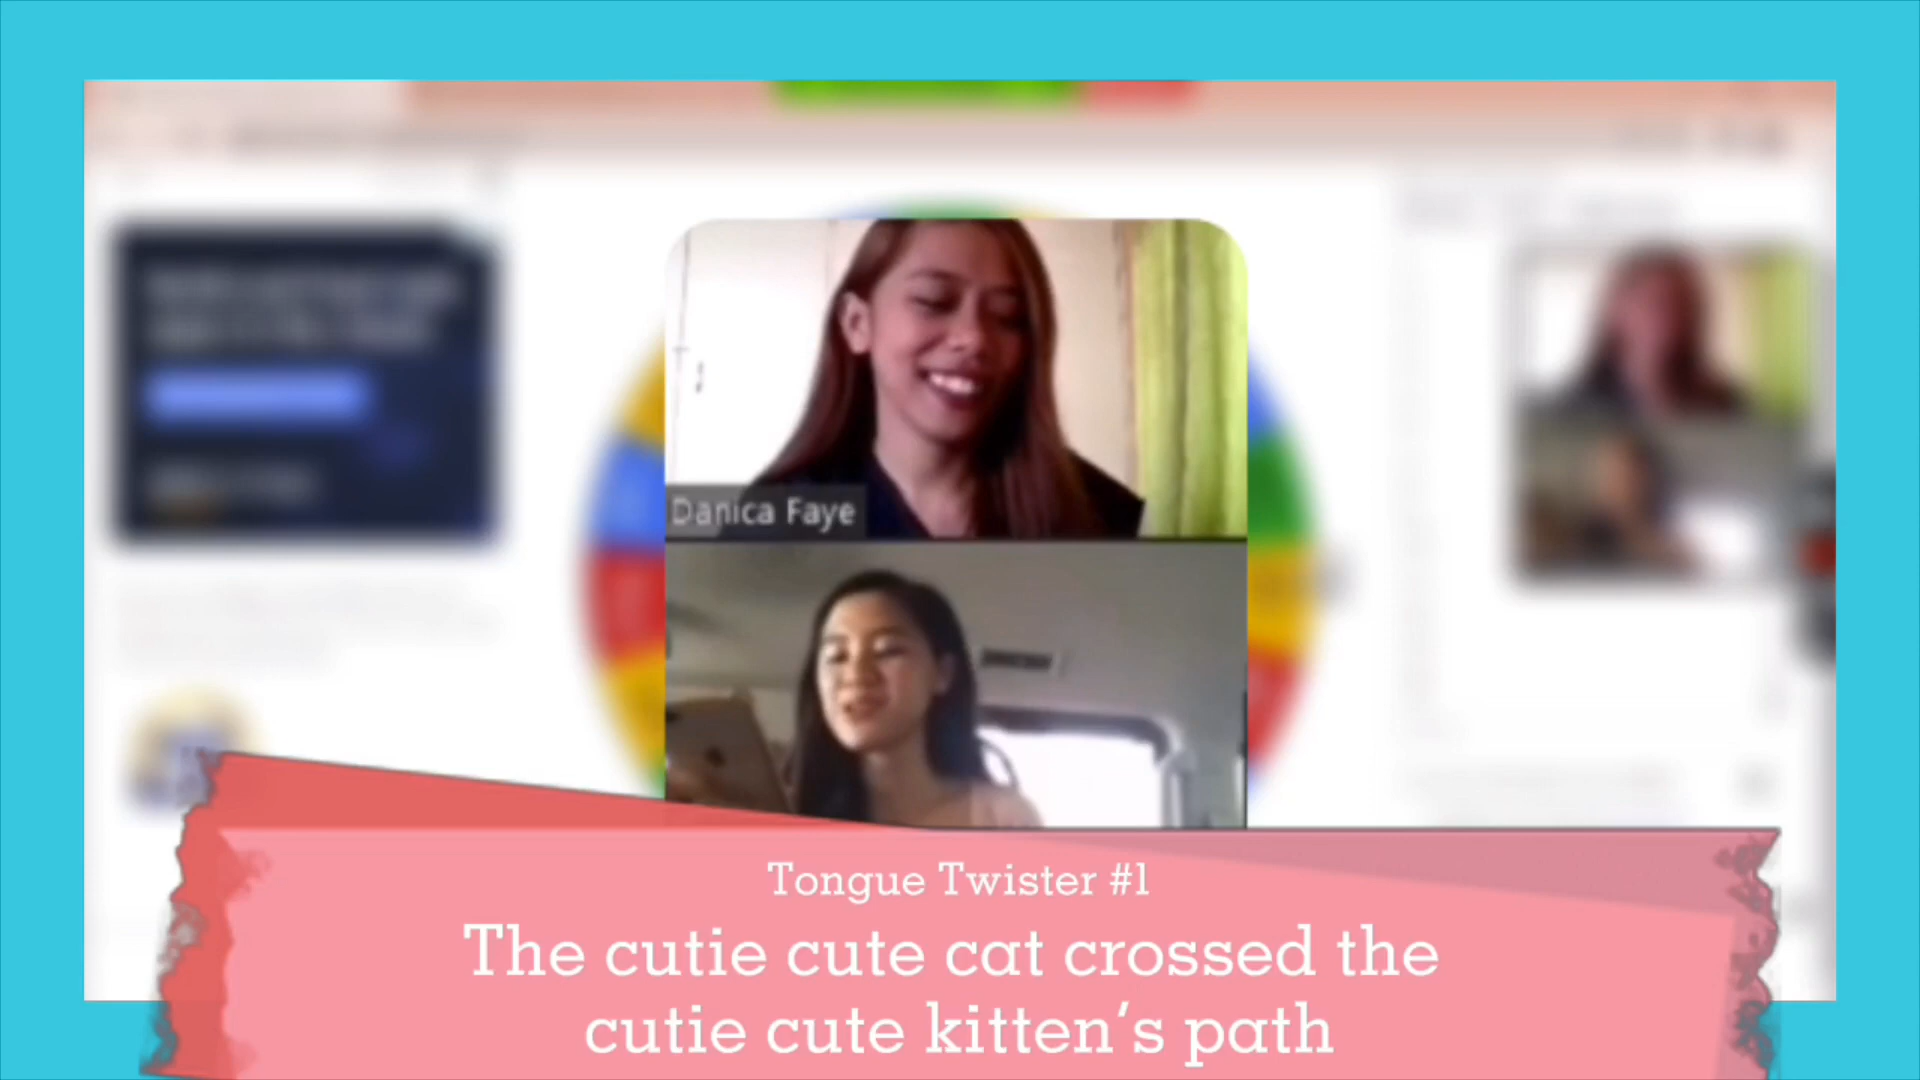 Danica Faye
Tongue Twister #1
The cutie cute cat crossed the
cutie cute kitten's path